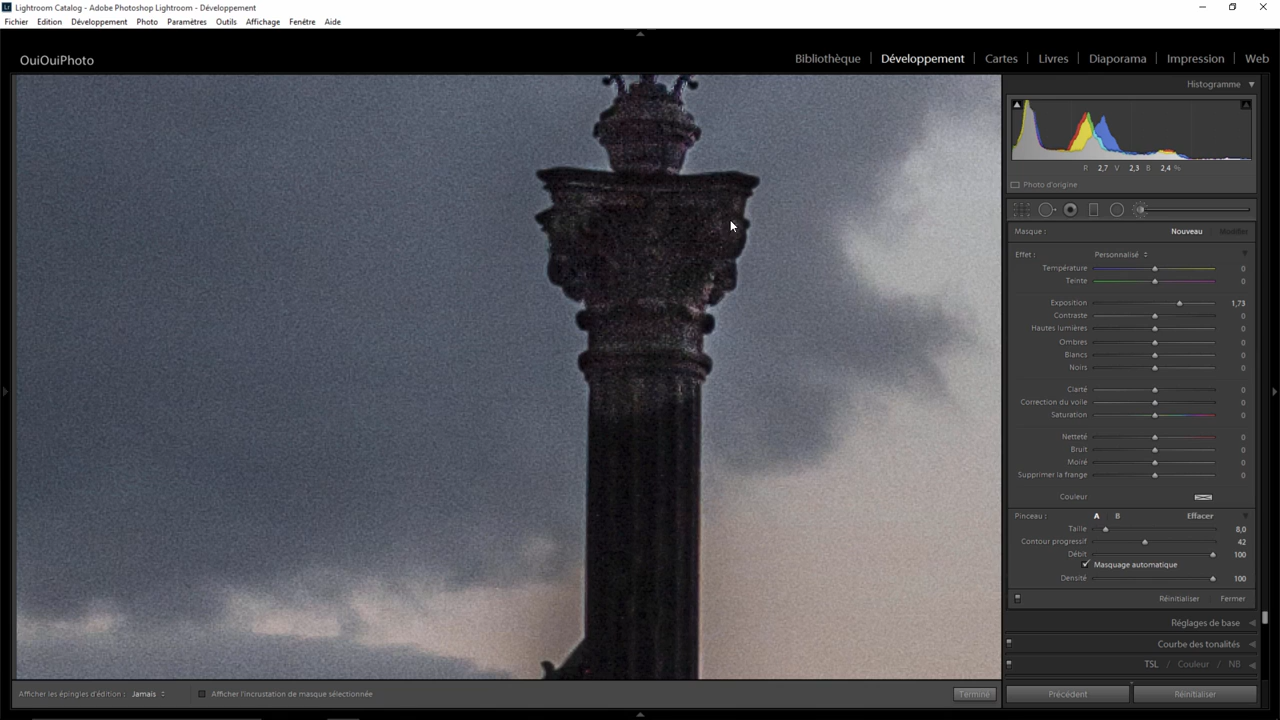 Lightroom Catalog - Adobe Photoshop Lightroom - Développement
Fichier Edition Développement Photo Paramètres Outils Affichage Fenêtre Aide
OuiOuiPhoto
Bibliothèque | Développement | Cartes | Livres | Diaporama | Impression | Web
Histogramme
R 2,7 V 2,3 B 2,4 %
Photo d'origine
Masque : Nouveau Modifier
Effet : Personnalisé
Température 0
Teinte 0
Exposition 1,73
Contraste 0
Hautes lumières 0
Ombres 0
Blancs 0
Noirs 0
Clarté 0
Correction du voile 0
Saturation 0
Netteté 0
Bruit 0
Moiré 0
Supprimer la frange 0
Couleur
Pinceau : A B Effacer
Taille 8,0
Contour progressif 42
Débit 100
Masquage automatique
Densité 100
Réinitialiser Fermer
Réglages de base
Courbe des tonalités
TSL / Couleur / NB
Afficher les épingles d'édition : Jamais Afficher l'incrustation de masque sélectionnée Terminé Précédent Réinitialiser